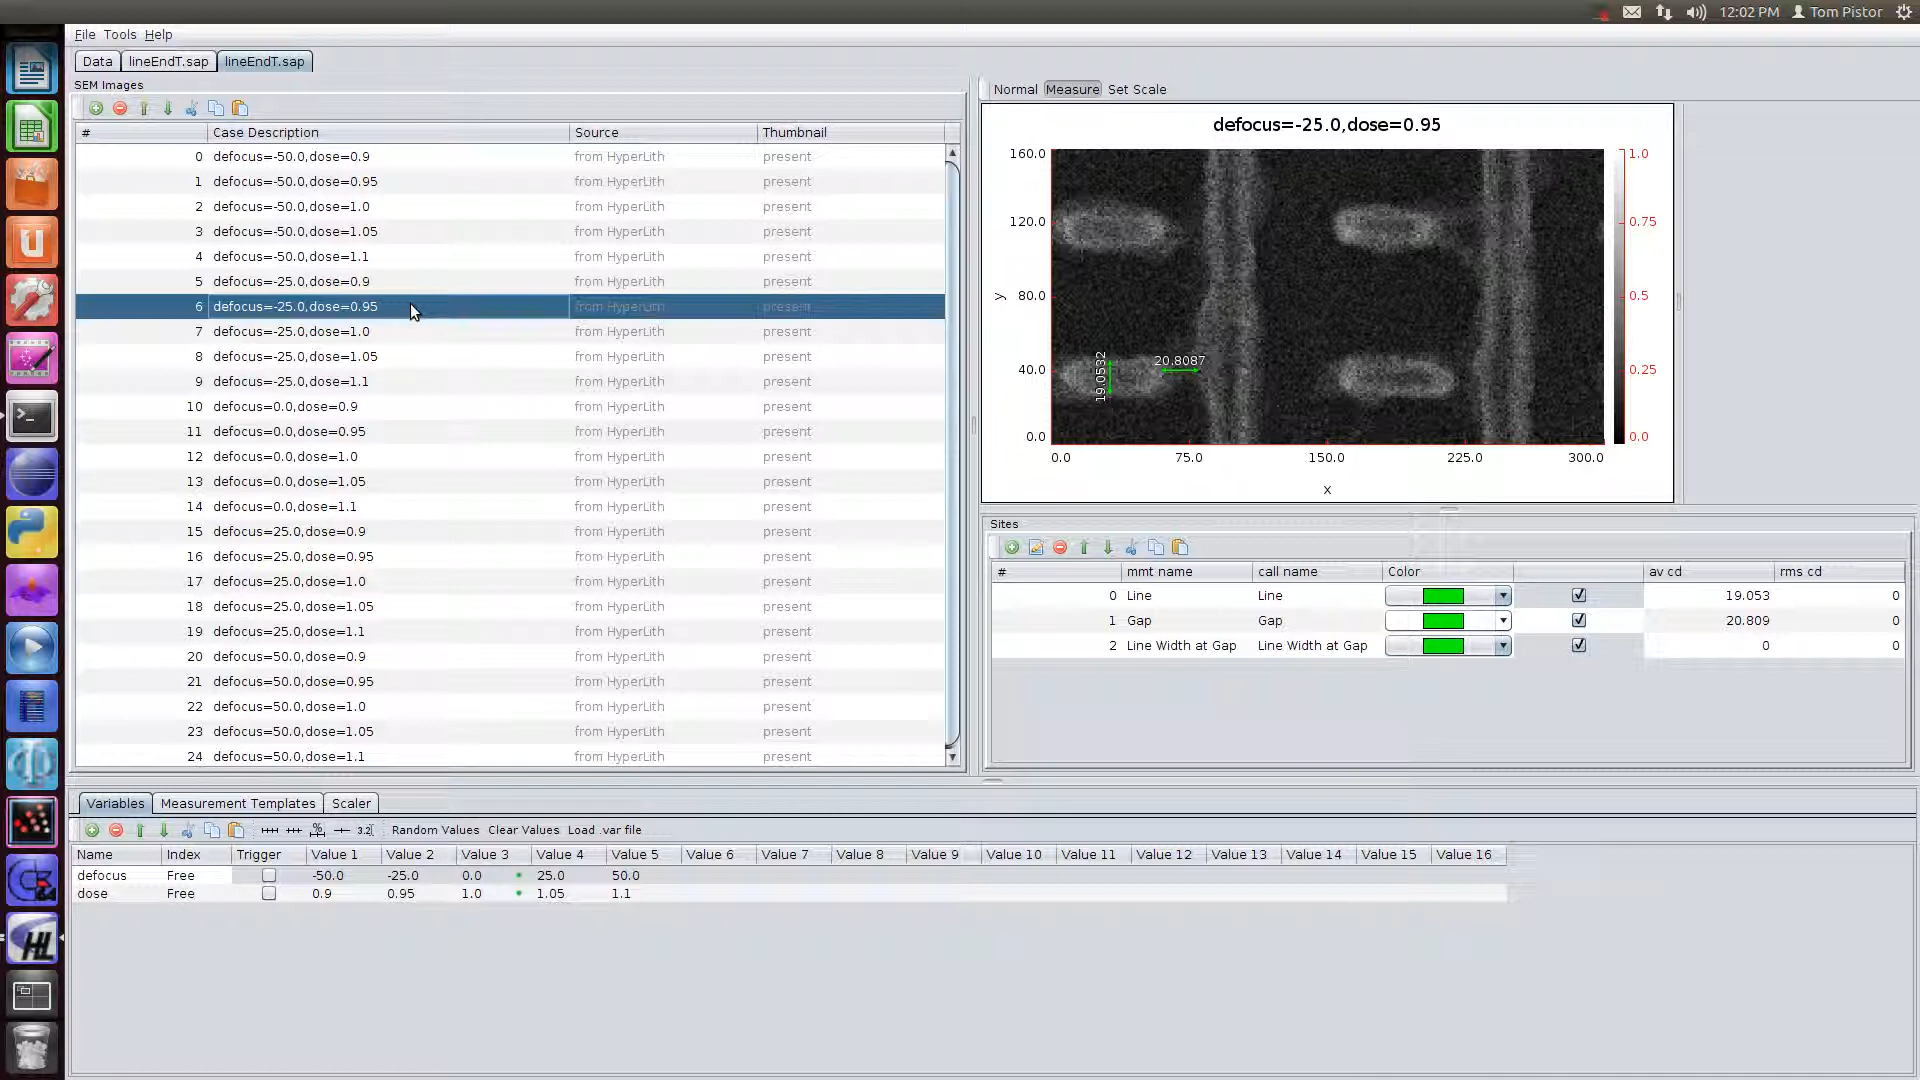 12:02 PM Tom Pistor
File Tools Help
Data lineEndT.sap lineEndT.sap
SEM Images
# Case Description Source Thumbnail
0 defocus=-50.0,dose=0.9 from HyperLith present
1 defocus=-50.0,dose=0.95 from HyperLith present
2 defocus=-50.0,dose=1.0 from HyperLith present
3 defocus=-50.0,dose=1.05 from HyperLith present
4 defocus=-50.0,dose=1.1 from HyperLith present
5 defocus=-25.0,dose=0.9 from HyperLith present
6 defocus=-25.0,dose=0.95 from HyperLith present
7 defocus=-25.0,dose=1.0 from HyperLith present
8 defocus=-25.0,dose=1.05 from HyperLith present
9 defocus=-25.0,dose=1.1 from HyperLith present
10 defocus=0.0,dose=0.9 from HyperLith present
11 defocus=0.0,dose=0.95 from HyperLith present
12 defocus=0.0,dose=1.0 from HyperLith present
13 defocus=0.0,dose=1.05 from HyperLith present
14 defocus=0.0,dose=1.1 from HyperLith present
15 defocus=25.0,dose=0.9 from HyperLith present
16 defocus=25.0,dose=0.95 from HyperLith present
17 defocus=25.0,dose=1.0 from HyperLith present
18 defocus=25.0,dose=1.05 from HyperLith present
19 defocus=25.0,dose=1.1 from HyperLith present
20 defocus=50.0,dose=0.9 from HyperLith present
21 defocus=50.0,dose=0.95 from HyperLith present
22 defocus=50.0,dose=1.0 from HyperLith present
23 defocus=50.0,dose=1.05 from HyperLith present
24 defocus=50.0,dose=1.1 from HyperLith present
Normal Measure Set Scale
defocus=-25.0,dose=0.95
160.0 1.0
120.0 0.75
y 80.0 0.5
19.0532 20.8087
40.0 0.25
0.0 0.0
0.0 75.0 150.0 225.0 300.0
x
Sites
# mmt name call name Color av cd rms cd
0 Line Line 19.053 0
1 Gap Gap 20.809 0
2 Line Width at Gap Line Width at Gap 0 0
Variables Measurement Templates Scaler
% 3.2 Random Values Clear Values Load .var file
Name Index Trigger Value 1 Value 2 Value 3 Value 4 Value 5 Value 6 Value 7 Value 8 Value 9 Value 10 Value 11 Value 12 Value 13 Value 14 Value 15 Value 16
defocus Free -50.0 -25.0 0.0 25.0 50.0
dose Free 0.9 0.95 1.0 1.05 1.1
HL